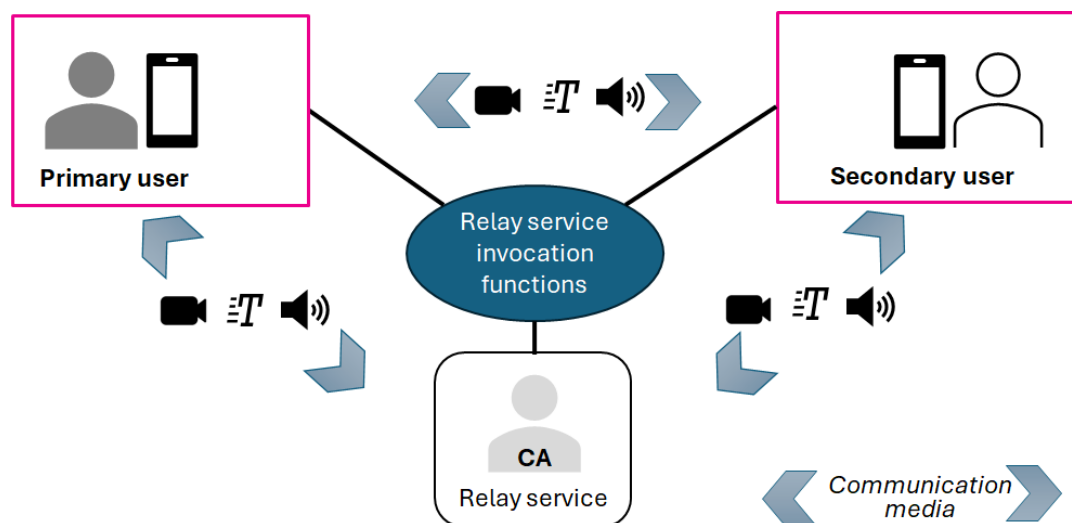 Primary user
T
Secondary user
Relay service
invocation
functions
T
T
CA
Relay service
Communication
media